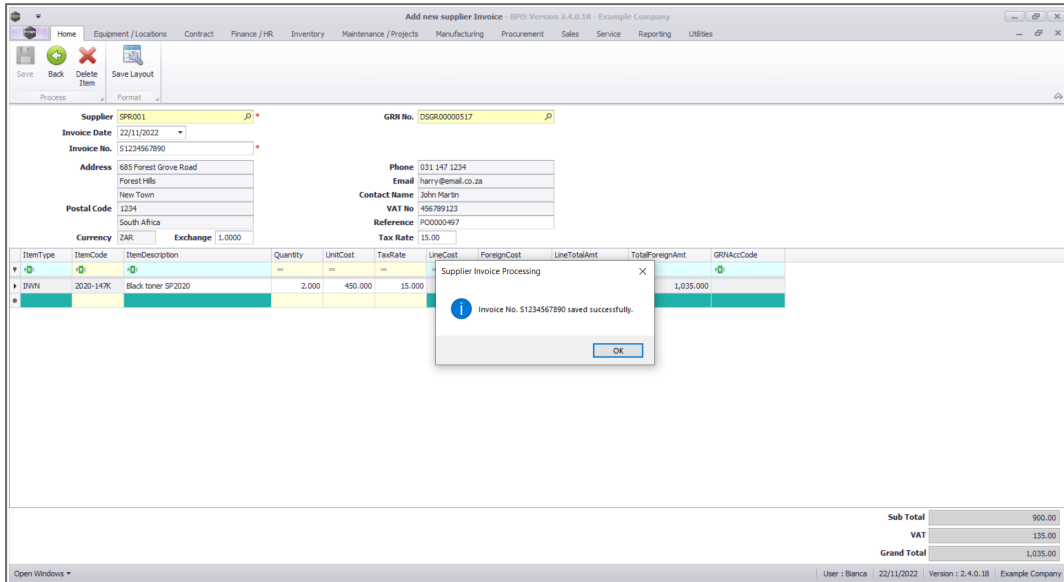 Add new supplier Invoice - BPO: Version 2.4.0.18 - Example Company
Home Equipment / Locations Contract Finance / HR Inventory Maintenance / Projects Manufacturing Procurement Sales Service Reporting Utilities
Save Back Delete Item Save Layout
Process Format
Supplier SPR001 * GRN No. DSGR00000517
Invoice Date 22/11/2022
Invoice No. S1234567890 *
Address 685 Forest Grove Road Phone 031 147 1234
Forest Hills Email harry@email.co.za
New Town Contact Name John Martin
Postal Code 1234 VAT No 456789123
South Africa Reference PO0000497
Currency ZAR Exchange 1.0000 Tax Rate 15.00
ItemType ItemCode ItemDescription Quantity UnitCost TaxRate LineCost ForeignCost LineTotalAmt TotalForeignAmt GRNAccCode
INVN 2020-147K Black toner SP2020 2.000 450.000 15.000 1,035.000
Supplier Invoice Processing
Invoice No. S1234567890 saved successfully.
OK
Sub Total 900.00
VAT 135.00
Grand Total 1,035.00
Open Windows User : Bianca 22/11/2022 Version : 2.4.0.18 Example Company